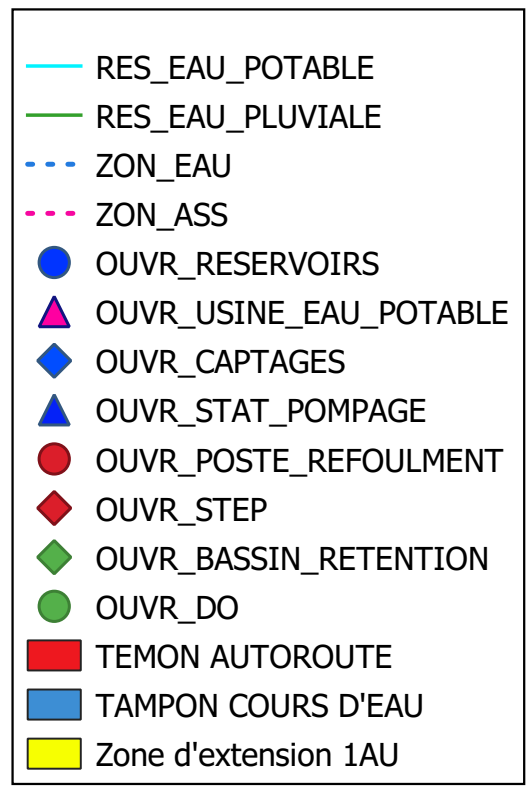 RES_EAU_POTABLE
RES_EAU_PLUVIALE
ZON_EAU
ZON_ASS
OUVR_RESERVOIRS
OUVR_USINE_EAU_POTABLE
OUVR_CAPTAGES
OUVR_STAT_POMPAGE
OUVR_POSTE_REFOULMENT
OUVR_STEP
OUVR_BASSIN_RETENTION
OUVR_DO
TEMON AUTOROUTE
TAMPON COURS D'EAU
Zone d'extension 1AU